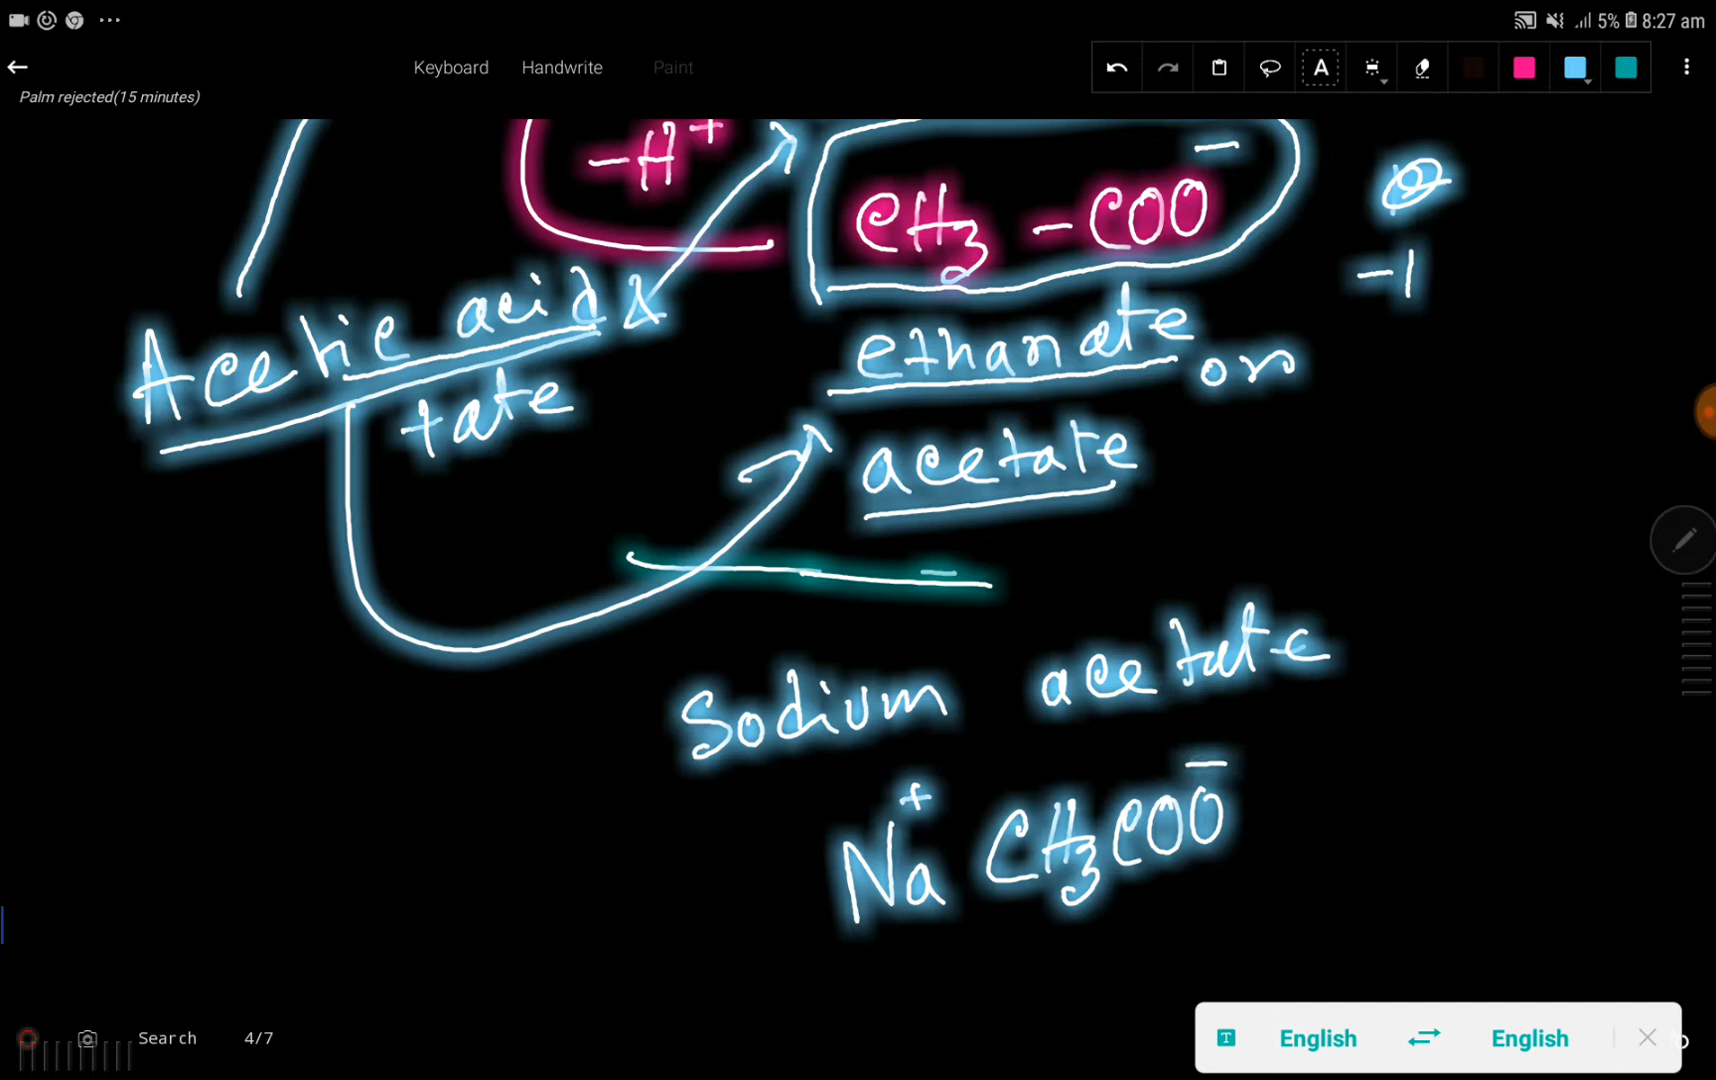 8:27 am
5%
Keyboard Handwrite Paint
A
Palm rejected(15 minutes)
-H+
CH3 - COO-
-1
Acetic acid
tate
ethanate or
acetate
Sodium acetate
Na+ CH3COO-
Search 4/7
T English English